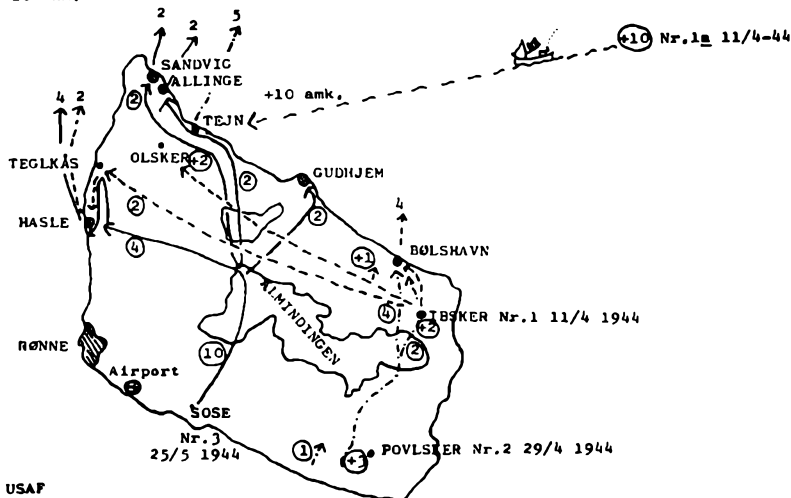 2 2 5
+10 Nr.1a 11/4-44
SANDVIG
ALLINGE
+10 amk.
4 2
2
TEJN
OLSKER +2
TEGLKÅS
2
GUDHJEM
2
2
4
HASLE
4
BØLSHAVN
+1
ALMINDINGEN
4
IBSKER Nr.1 11/4 1944
+2
RØNNE
10
2
Airport
SOSE
Nr.3
25/5 1944
1
POVLSKER Nr.2 29/4 1944
USAF